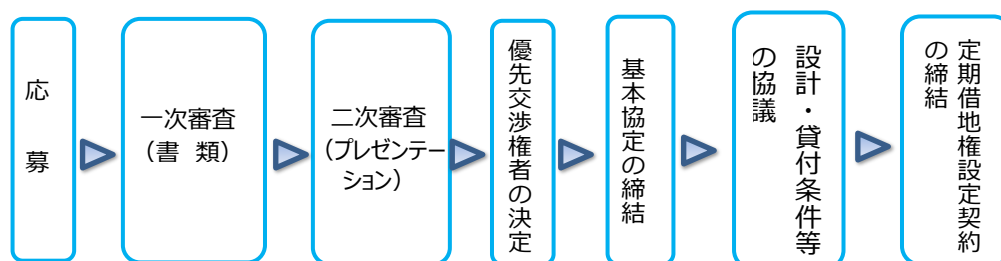 応
募
一次審査
（書 類）
二次審査
（プレゼンテー
ション）
優先交渉権者の決定
基本協定の締結
設計・貸付条件等
の協議
定期借地権設定契約
の締結